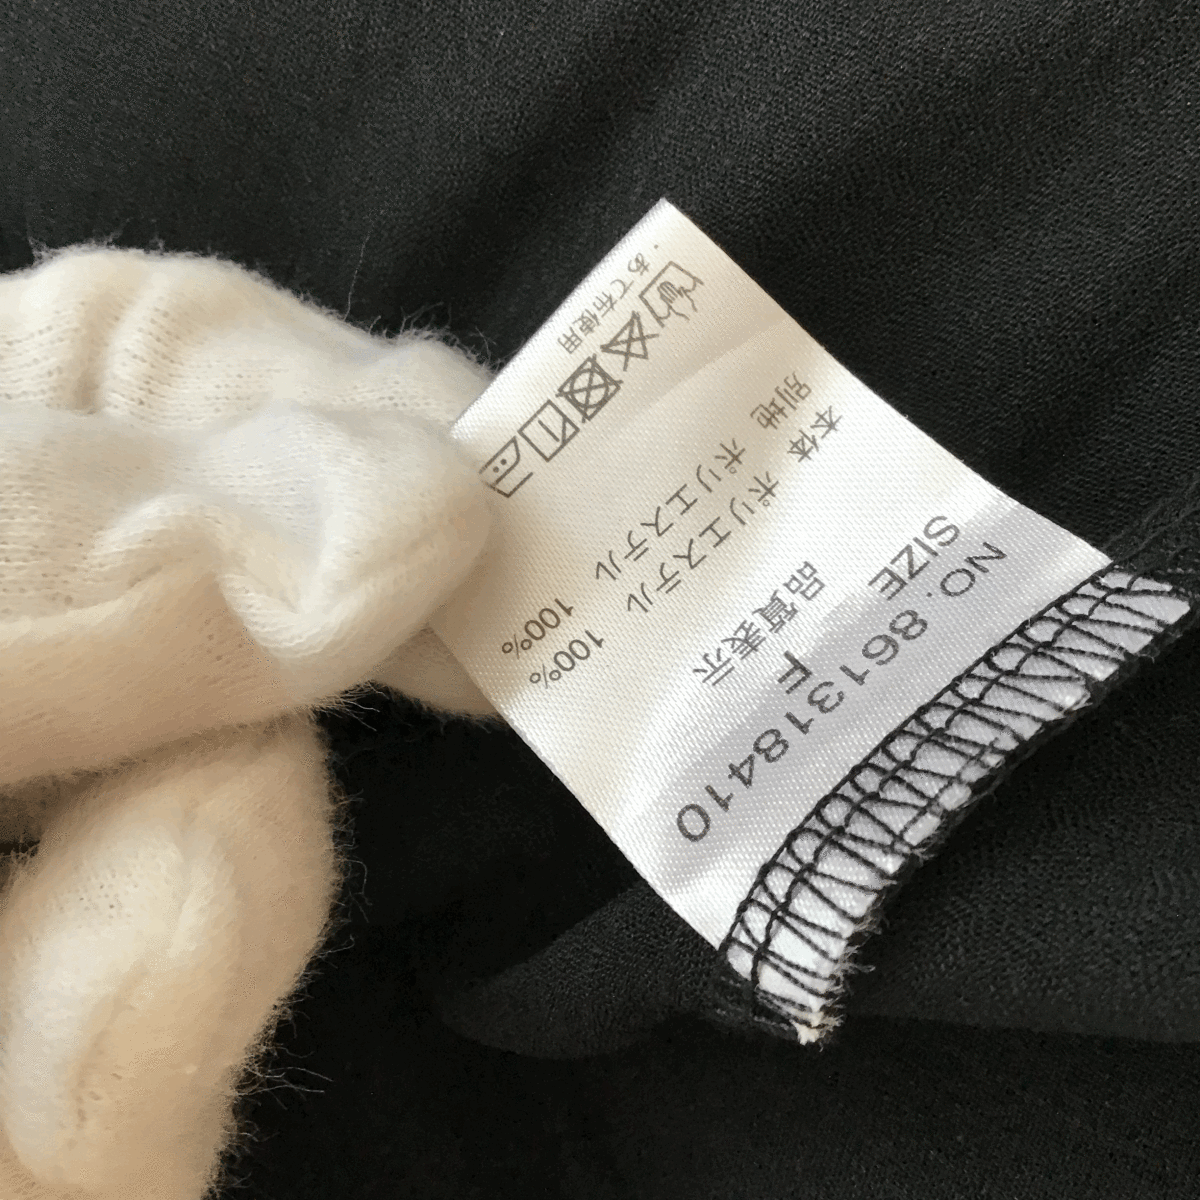 NO. 86131841０
SIZE F
品質表示
本体 ポリエステル 100%
別地 ポリエステル 100%
・あて布使用